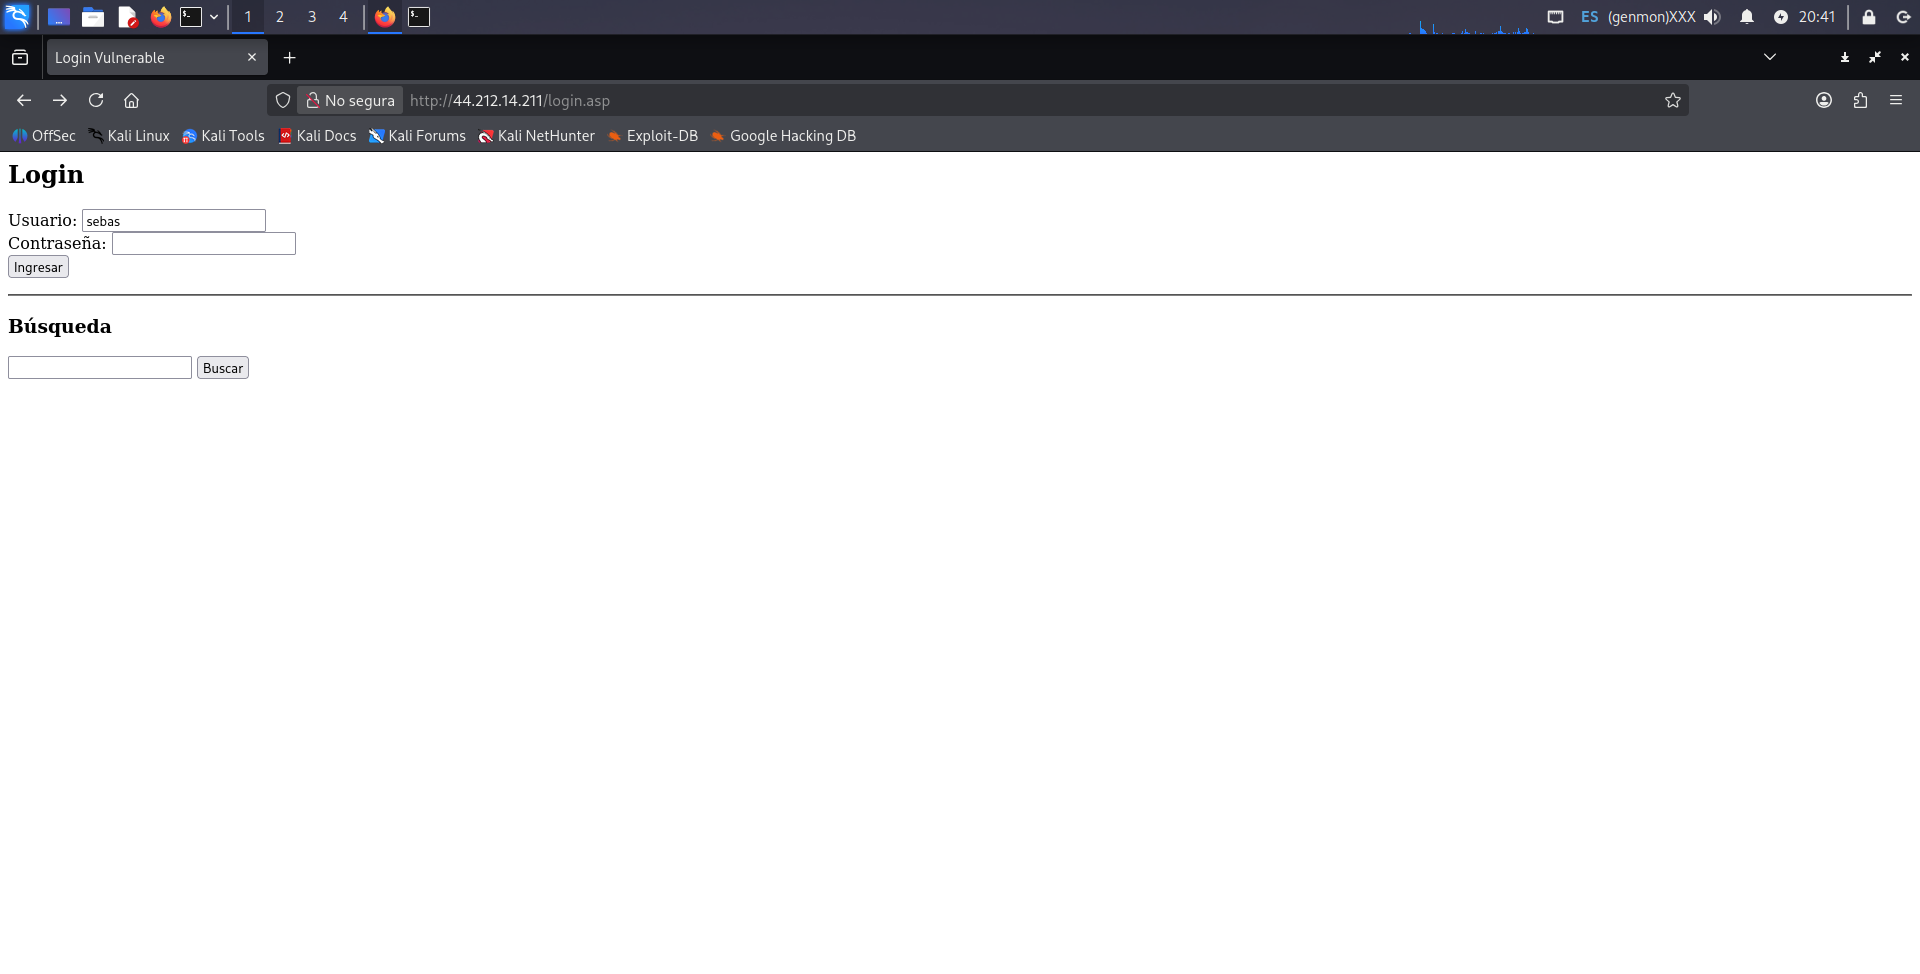 1 2 3 4 ES (genmon)XXX 20:41
Login Vulnerable
No segura http://44.212.14.211/login.asp
OffSec Kali Linux Kali Tools Kali Docs Kali Forums Kali NetHunter Exploit-DB Google Hacking DB
Login
Usuario: sebas
Contraseña:
Ingresar
Búsqueda
Buscar